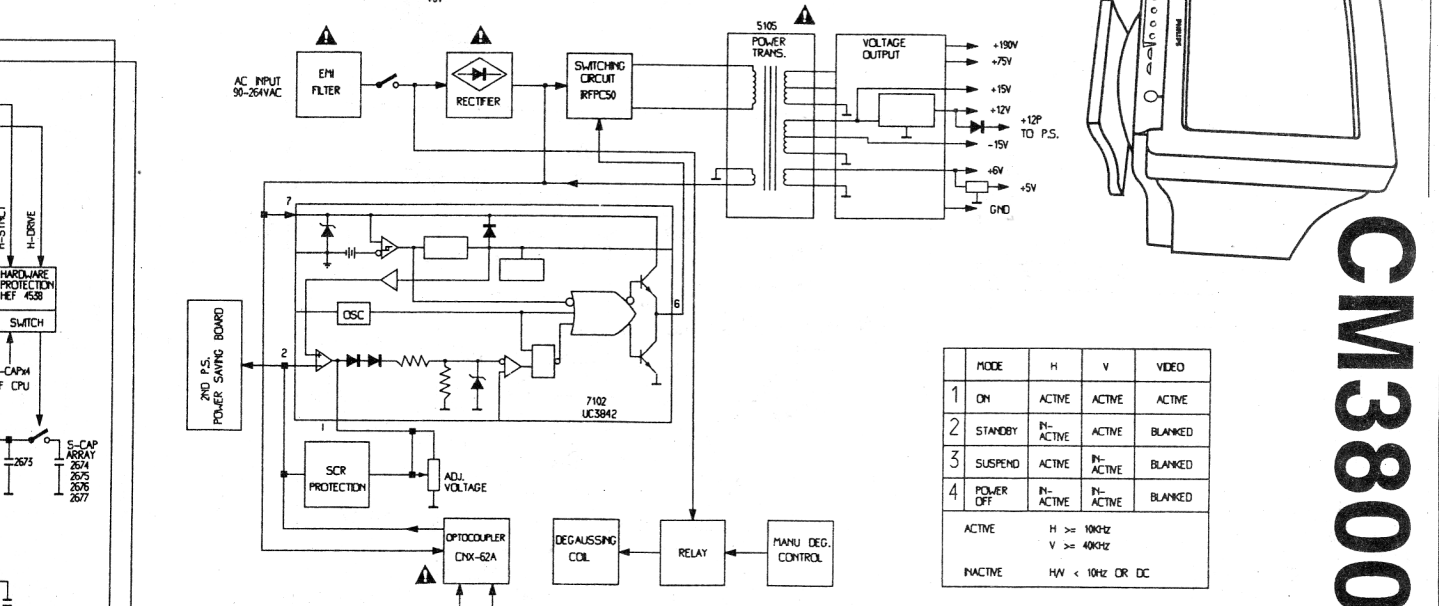 5105
POWER
TRANS.
VOLTAGE
OUTPUT
AC INPUT
90-264VAC
EMI
FILTER
RECTIFIER
SWITCHING
CIRCUIT
IRFPC50
+190V
+75V
+15V
+12V
+12P
TO P.S.
-15V
+6V
+5V
GND
PHILIPS
H-DRIVE
HARDWARE
PROTECTION
HEF 4538
SWITCH
-CAPx4
F CPU
2673
S-CAP
ARRAY
2674
2675
2676
2677
7
2ND P.S.
POWER SAVING BOARD
2
OSC
6
7102
UC3842
1
SCR
PROTECTION
ADJ.
VOLTAGE
OPTOCOUPLER
CNX-62A
DEGAUSSING
COIL
RELAY
MANU DEG.
CONTROL
MODE H V VIDEO
1 ON ACTIVE ACTIVE ACTIVE
2 STANDBY IN-ACTIVE ACTIVE BLANKED
3 SUSPEND ACTIVE IN-ACTIVE BLANKED
4 POWER OFF IN-ACTIVE IN-ACTIVE BLANKED
ACTIVE H >= 10KHz
V >= 40KHz
INACTIVE H/V < 10Hz OR DC
CM3800